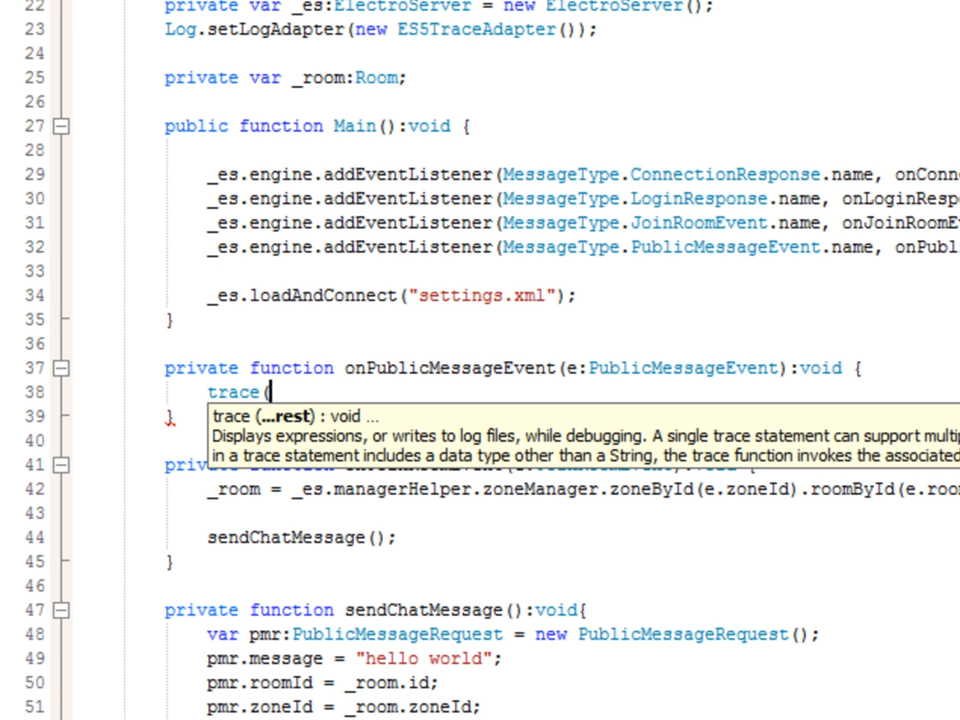 22 private var _es:ElectroServer = new ElectroServer();
23 Log.setLogAdapter(new ES5TraceAdapter());
24
25 private var _room:Room;
26
27 public function Main():void {
28
29 _es.engine.addEventListener(MessageType.ConnectionResponse.name, onConn
30 _es.engine.addEventListener(MessageType.LoginResponse.name, onLoginResp
31 _es.engine.addEventListener(MessageType.JoinRoomEvent.name, onJoinRoomE
32 _es.engine.addEventListener(MessageType.PublicMessageEvent.name, onPubl
33
34 _es.loadAndConnect("settings.xml");
35 }
36
37 private function onPublicMessageEvent(e:PublicMessageEvent):void {
38 trace(
39 }
trace (...rest) : void ...
Displays expressions, or writes to log files, while debugging. A single trace statement can support multip
in a trace statement includes a data type other than a String, the trace function invokes the associated
40
41
42 _room = _es.managerHelper.zoneManager.zoneById(e.zoneId).roomById(e.roo
43
44 sendChatMessage();
45 }
46
47 private function sendChatMessage():void{
48 var pmr:PublicMessageRequest = new PublicMessageRequest();
49 pmr.message = "hello world";
50 pmr.roomId = _room.id;
51 pmr.zoneId = _room.zoneId;